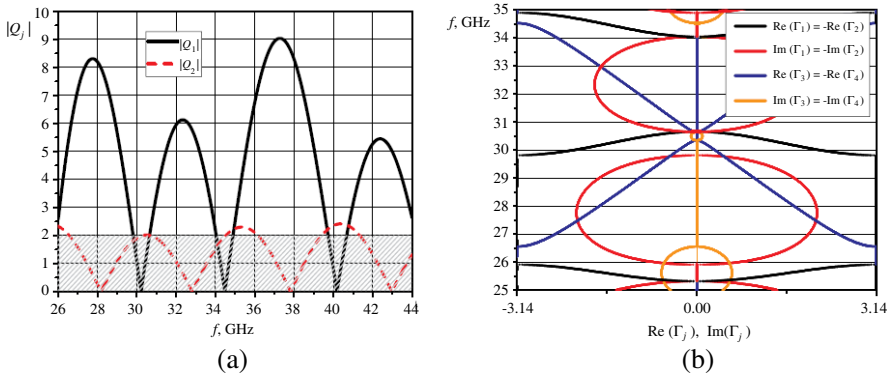 |Q_j|
10
9
8
7
6
5
4
3
2
1
0
|Q_1|
|Q_2|
26 28 30 32 34 36 38 40 42 44
f, GHz
(a)
f, GHz
35
34
33
32
31
30
29
28
27
26
25
Re (Γ_1) = -Re (Γ_2)
Im (Γ_1) = -Im (Γ_2)
Re (Γ_3) = -Re (Γ_4)
Im (Γ_3) = -Im (Γ_4)
-3.14 0.00 3.14
Re (Γ_j), Im(Γ_j)
(b)